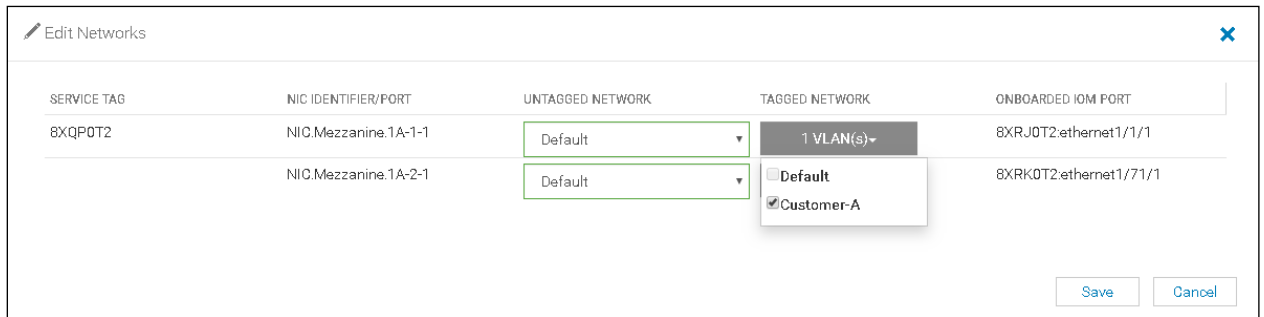 Edit Networks
SERVICE TAG NIC IDENTIFIER/PORT UNTAGGED NETWORK TAGGED NETWORK ONBOARDED IOM PORT
8XQP0T2 NIC.Mezzanine.1A-1-1 Default 1 VLAN(s) 8XRJ0T2:ethernet1/1/1
NIC.Mezzanine.1A-2-1 Default 8XRK0T2:ethernet1/71/1
Default
Customer-A
Save Cancel